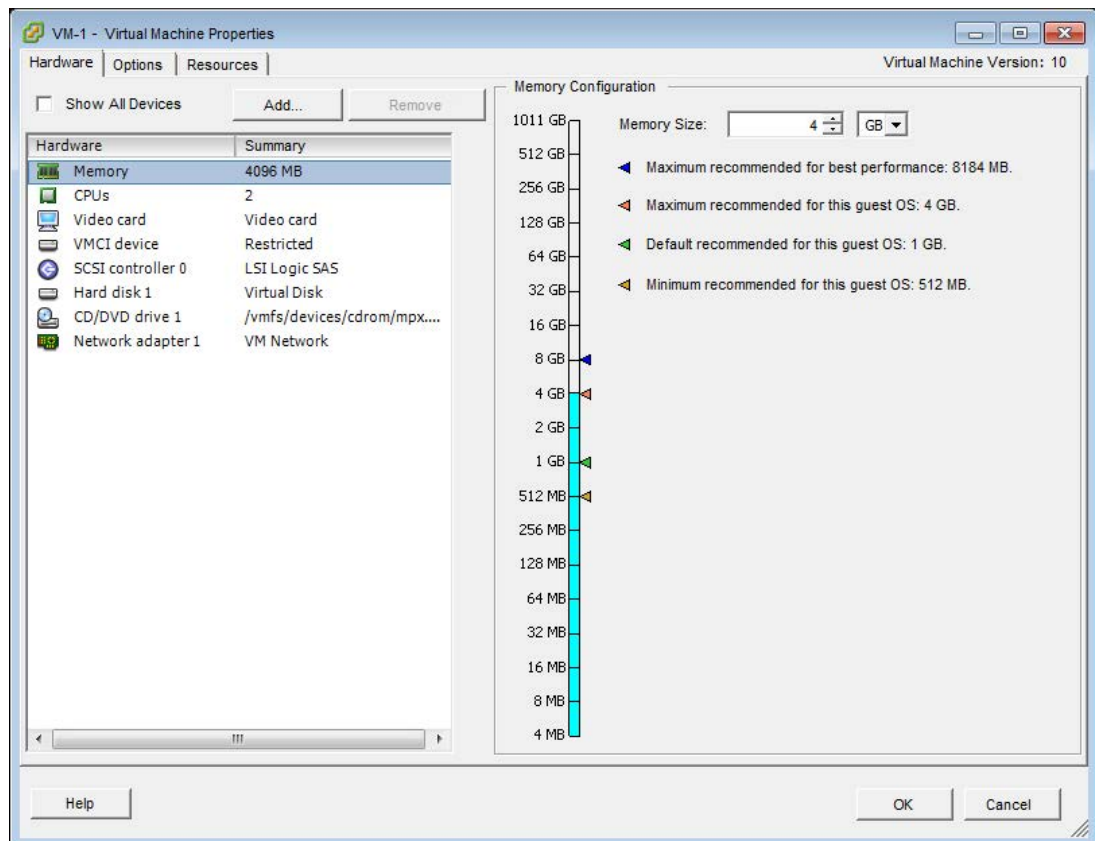 VM-1 - Virtual Machine Properties
Hardware Options Resources Virtual Machine Version: 10
Show All Devices Add... Remove
Hardware Summary
Memory 4096 MB
CPUs 2
Video card Video card
VMCI device Restricted
SCSI controller 0 LSI Logic SAS
Hard disk 1 Virtual Disk
CD/DVD drive 1 /vmfs/devices/cdrom/mpx....
Network adapter 1 VM Network
Memory Configuration
Memory Size: 4 GB
1011 GB
512 GB
256 GB
128 GB
64 GB
32 GB
16 GB
8 GB
4 GB
2 GB
1 GB
512 MB
256 MB
128 MB
64 MB
32 MB
16 MB
8 MB
4 MB
Maximum recommended for best performance: 8184 MB.
Maximum recommended for this guest OS: 4 GB.
Default recommended for this guest OS: 1 GB.
Minimum recommended for this guest OS: 512 MB.
Help OK Cancel